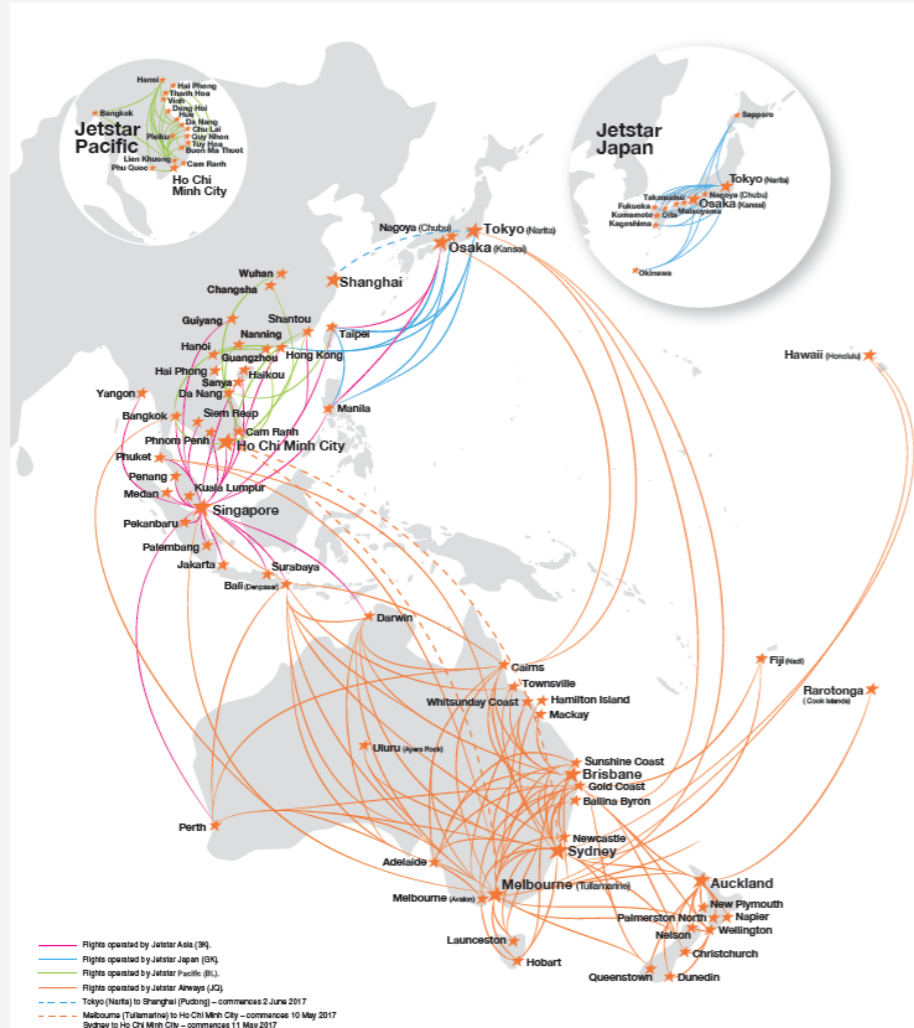 Hanoi
Hai Phong
Thanh Hoa
Vinh
Dong Hoi
Hue
Da Nang
Chu Lai
Pleiku
Quy Nhon
Tuy Hoa
Buon Ma Thuot
Bangkok
Jetstar
Pacific
Lien Khuong
Cam Ranh
Phu Quoc
Ho Chi
Minh City
Jetstar
Japan
Sapporo
Tokyo (Narita)
Nagoya (Chubu)
Takamatsu
Osaka (Kansai)
Fukuoka
Matsuyama
Oita
Kumamoto
Kagoshima
Okinawa
Nagoya (Chubu)
Tokyo (Narita)
Osaka (Kansai)
Wuhan
Shanghai
Changsha
Guiyang
Shantou
Nanning
Taipei
Hanoi
Guangzhou
Hong Kong
Hai Phong
Haikou
Sanya
Yangon
Da Nang
Manila
Bangkok
Siem Reap
Cam Ranh
Phnom Penh
Ho Chi Minh City
Phuket
Penang
Kuala Lumpur
Medan
Singapore
Pekanbaru
Palembang
Jakarta
Surabaya
Bali (Denpasar)
Hawaii (Honolulu)
Darwin
Cairns
Fiji (Nadi)
Townsville
Rarotonga
(Cook Islands)
Whitsunday Coast
Hamilton Island
Mackay
Uluru (Ayers Rock)
Sunshine Coast
Brisbane
Gold Coast
Ballina Byron
Perth
Newcastle
Sydney
Adelaide
Melbourne (Tullamarine)
Melbourne (Avalon)
Auckland
New Plymouth
Palmerston North
Napier
Nelson
Wellington
Launceston
Christchurch
Hobart
Queenstown
Dunedin
Flights operated by Jetstar Asia (3K).
Flights operated by Jetstar Japan (GK).
Flights operated by Jetstar Pacific (BL).
Flights operated by Jetstar Airways (JQ).
Tokyo (Narita) to Shanghai (Pudong) – commences 2 June 2017
Melbourne (Tullamarine) to Ho Chi Minh City – commences 10 May 2017
Sydney to Ho Chi Minh City – commences 11 May 2017